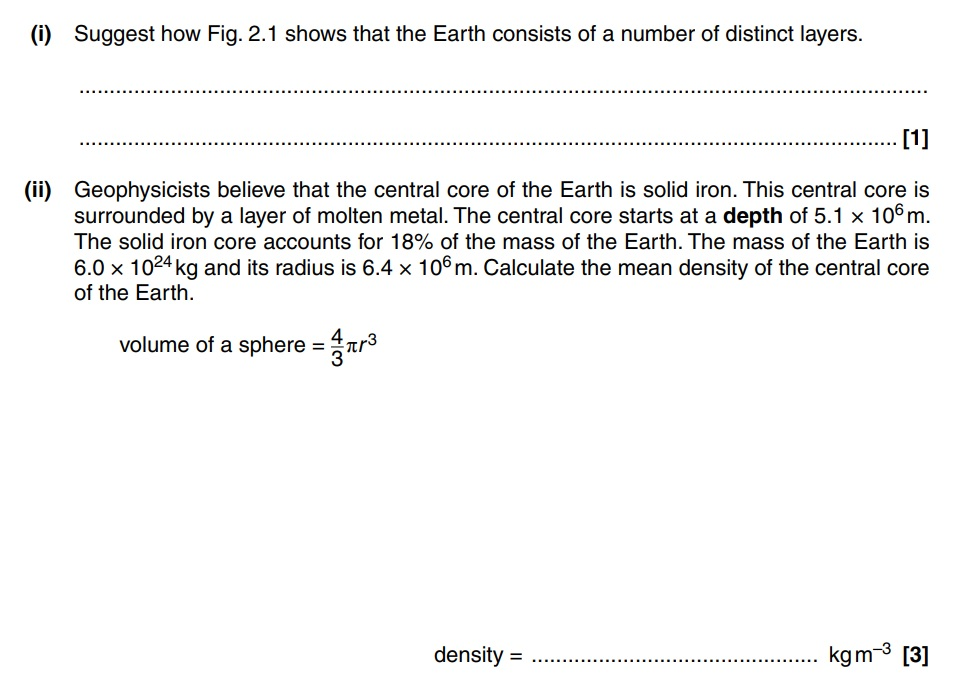 (i) Suggest how Fig. 2.1 shows that the Earth consists of a number of distinct layers.
..........................................................................................................................................
.................................................................................................................................... [1]
(ii) Geophysicists believe that the central core of the Earth is solid iron. This central core is
surrounded by a layer of molten metal. The central core starts at a depth of 5.1 × 10⁶ m.
The solid iron core accounts for 18% of the mass of the Earth. The mass of the Earth is
6.0 × 10²⁴ kg and its radius is 6.4 × 10⁶ m. Calculate the mean density of the central core
of the Earth.
volume of a sphere = 4/3 πr³
density = ............................................... kg m⁻³ [3]